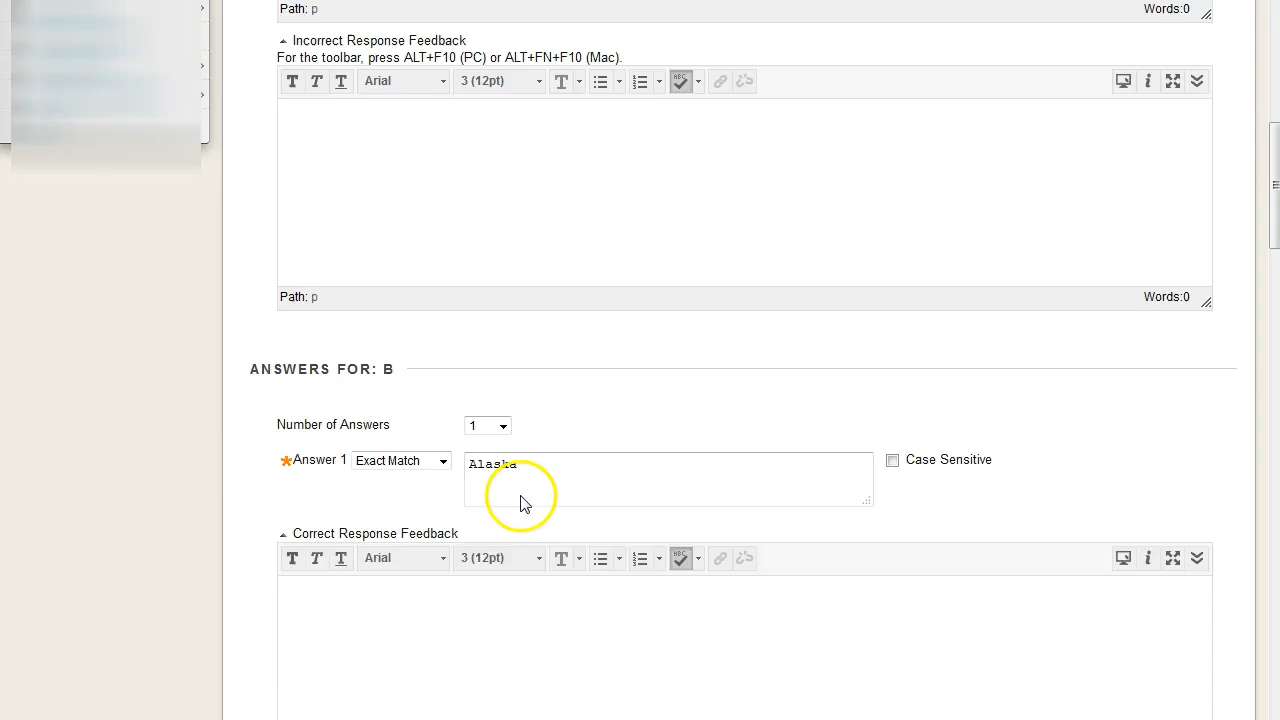 Path: p Words:0
Incorrect Response Feedback
For the toolbar, press ALT+F10 (PC) or ALT+FN+F10 (Mac).
T T T Arial 3 (12pt) T ABC i
Path: p Words:0
ANSWERS FOR: B
Number of Answers 1
Answer 1 Exact Match Alaska Case Sensitive
Correct Response Feedback
T T T Arial 3 (12pt) T ABC i